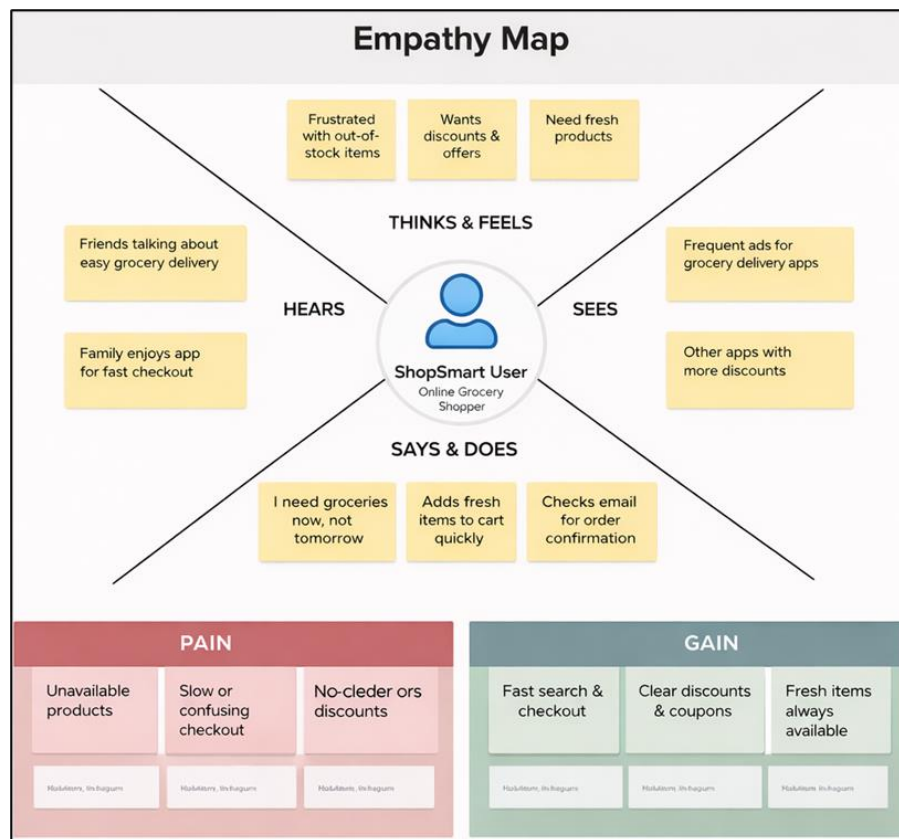 Empathy Map
Frustrated
with out-of-
stock items
Wants
discounts &
offers
Need fresh
products
THINKS & FEELS
Friends talking about
easy grocery delivery
Frequent ads for
grocery delivery apps
HEARS
SEES
Family enjoys app
for fast checkout
Other apps with
more discounts
ShopSmart User
Online Grocery
Shopper
SAYS & DOES
I need groceries
now, not
tomorrow
Adds fresh
items to cart
quickly
Checks email
for order
confirmation
PAIN
Unavailable
products
Slow or
confusing
checkout
No-cleder ors
discounts
GAIN
Fast search &
checkout
Clear discounts
& coupons
Fresh items
always
available